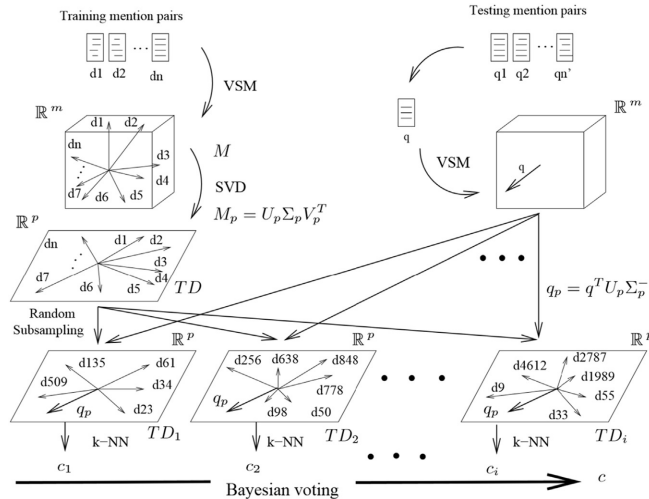 Training mention pairs
Testing mention pairs
d1 d2 ... dn
q1 q2 ... qn'
VSM
ℝ^m
d1 d2 dn d3 d4 d5 d6 d7
M
q
VSM
ℝ^m
q
SVD
M_p = U_p Σ_p V_p^T
ℝ^p
dn d1 d2 d3 d4 d5 d6 d7
TD
q_p = q^T U_p Σ_p^-
Random
Subsampling
ℝ^p
d135 d61 d34 d23 d509
q_p
TD_1
ℝ^p
d256 d638 d848 d778 d50 d98
q_p
TD_2
d4612 d2787 d1989 d55 d33 d9
q_p
TD_i
k-NN
k-NN
k-NN
c_1
c_2
c_i
c
Bayesian voting